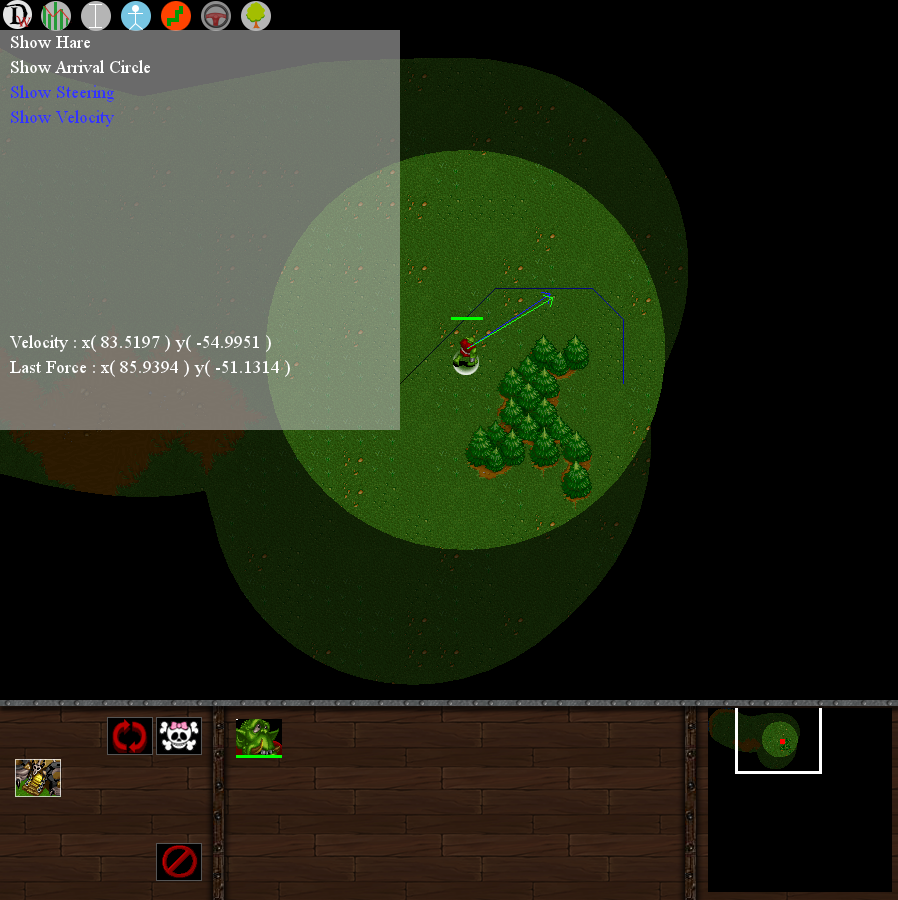 DW
Show Hare
Show Arrival Circle
Show Steering
Show Velocity
Velocity : x( 83.5197 ) y( -54.9951 )
Last Force : x( 85.9394 ) y( -51.1314 )